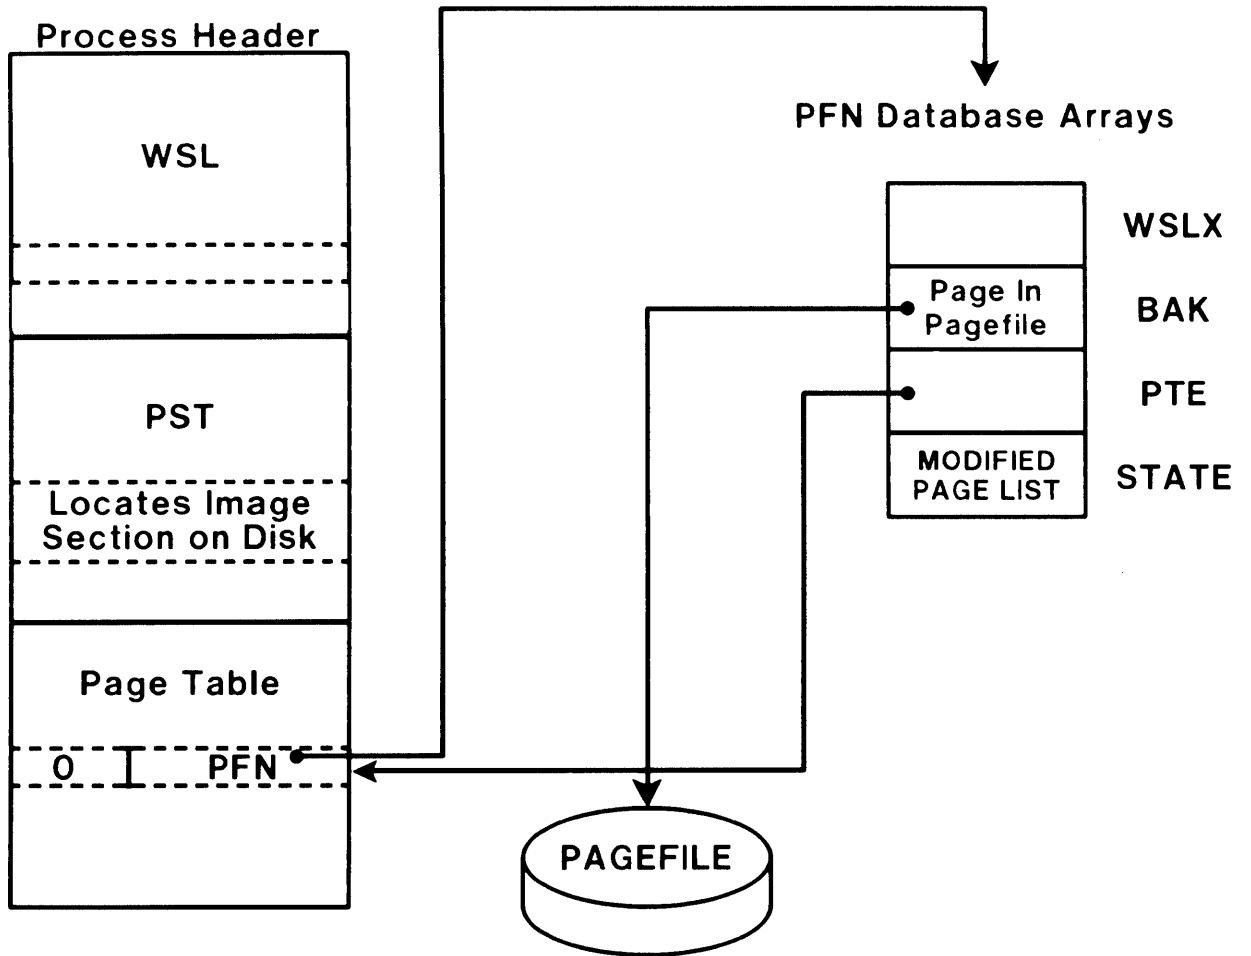 Process Header
WSL
PST
Locates Image
Section on Disk
Page Table
0 PFN
PFN Database Arrays
WSLX
Page In
Pagefile
BAK
PTE
MODIFIED
PAGE LIST
STATE
PAGEFILE